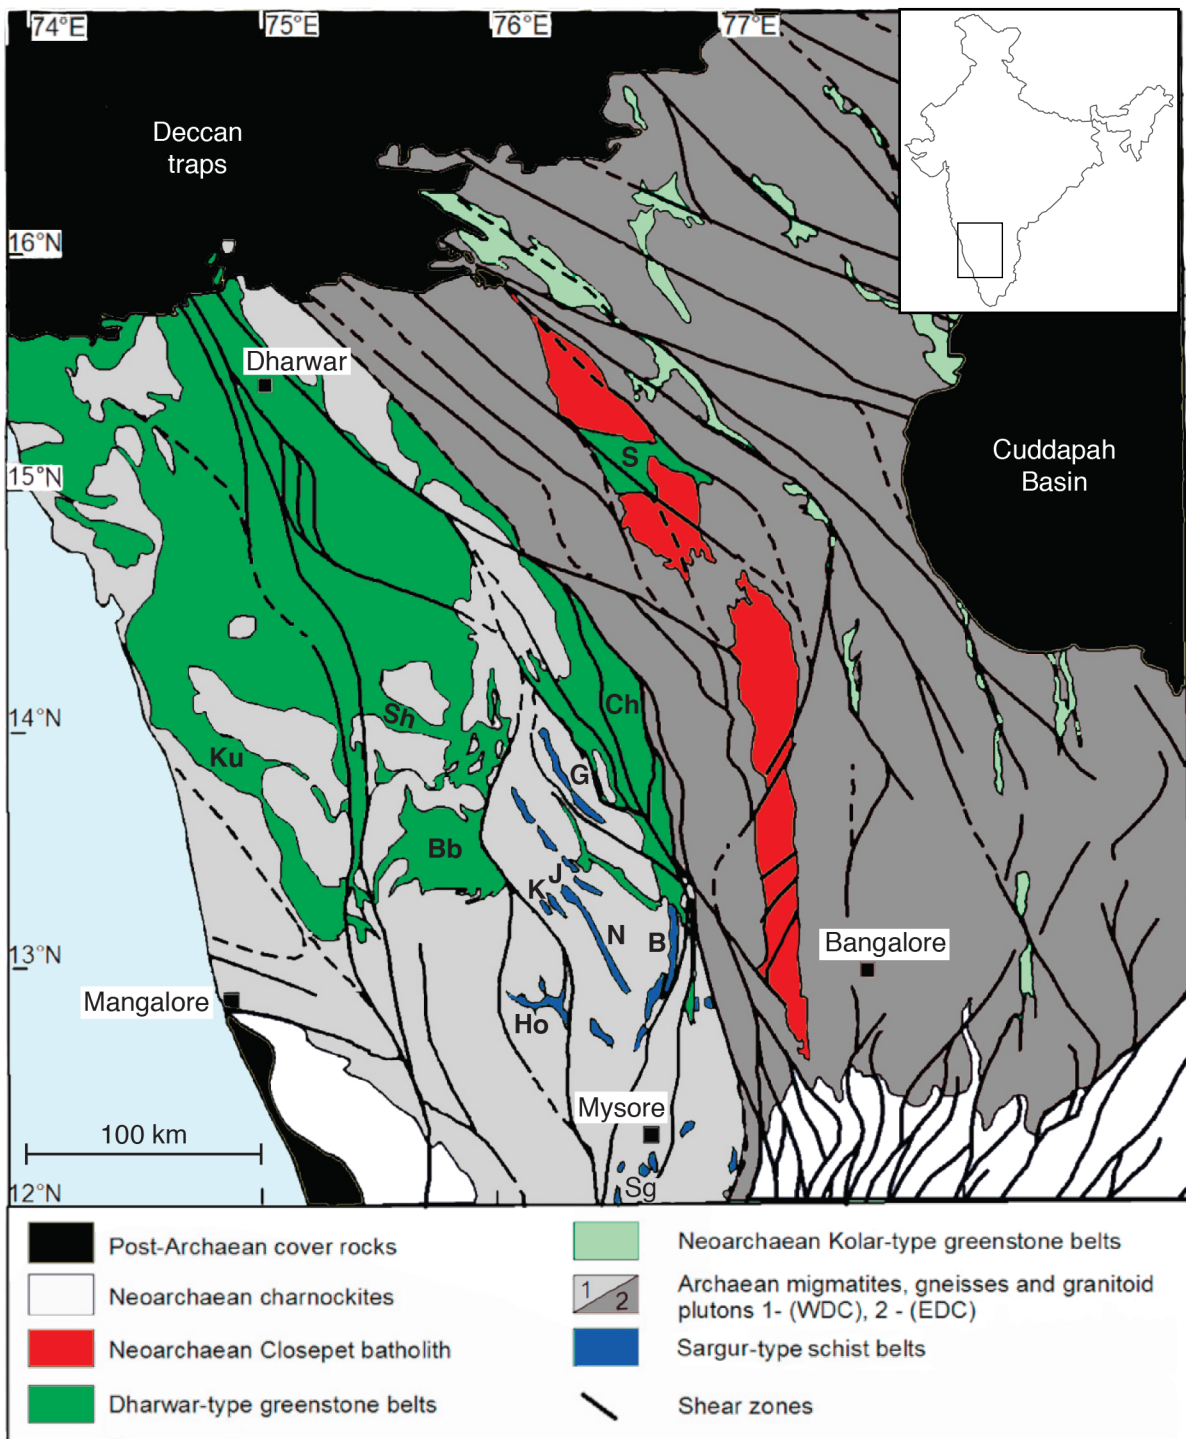 74°E
75°E
76°E
77°E
Deccan
traps
16°N
Dharwar
S
Cuddapah
Basin
15°N
Ch
Sh
14°N
Ku
G
Bb
J
K
N
B
13°N
Bangalore
Mangalore
Ho
Mysore
100 km
Sg
12°N
Post-Archaean cover rocks
Neoarchaean charnockites
Neoarchaean Closepet batholith
Dharwar-type greenstone belts
Neoarchaean Kolar-type greenstone belts
1
2
Archaean migmatites, gneisses and granitoid
plutons 1- (WDC), 2 - (EDC)
Sargur-type schist belts
Shear zones